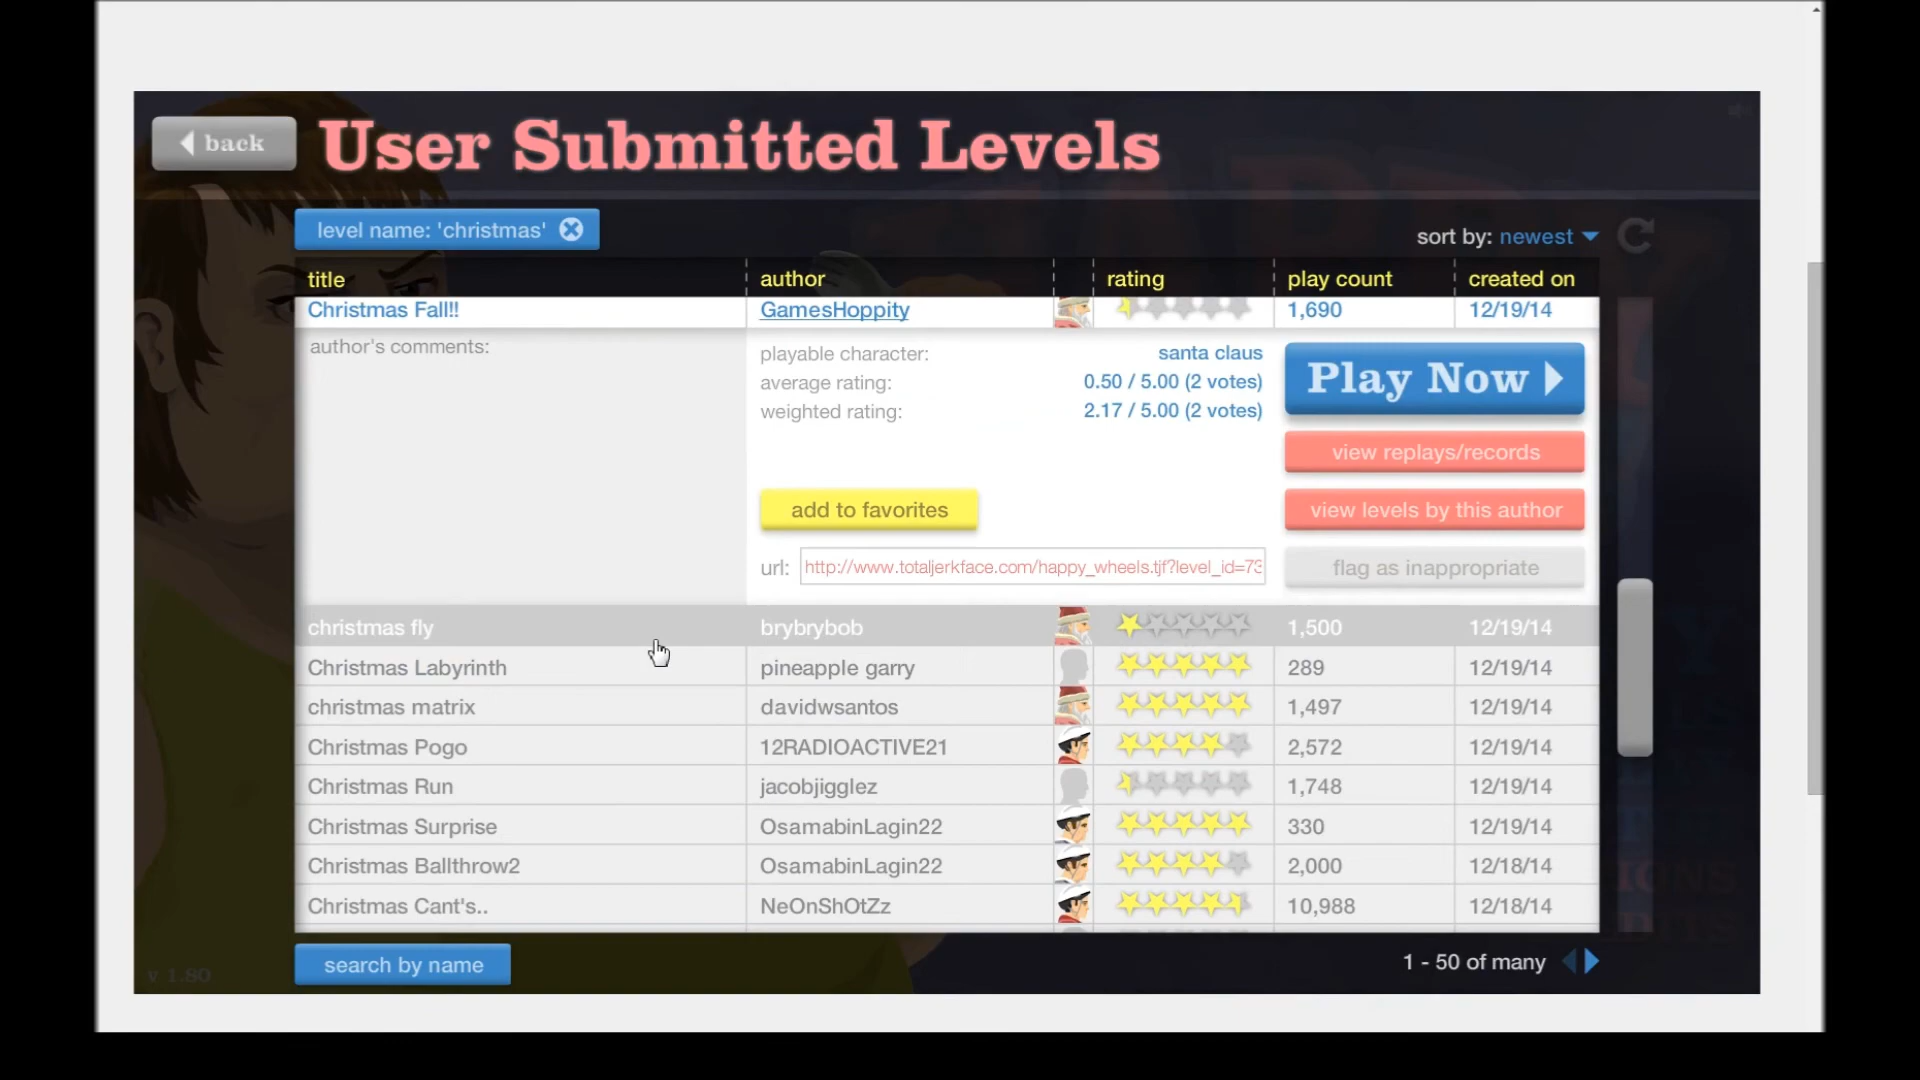 back
User Submitted Levels
level name: 'christmas'
sort by: newest
title author rating play count created on
Christmas Fall!! GamesHoppity 1,690 12/19/14
author's comments:
playable character: santa claus
average rating: 0.50 / 5.00 (2 votes)
weighted rating: 2.17 / 5.00 (2 votes)
Play Now
view replays/records
add to favorites
view levels by this author
url: http://www.totaljerkface.com/happy_wheels.tjf?level_id=73
flag as inappropriate
christmas fly brybrybob 1,500 12/19/14
Christmas Labyrinth pineapple garry 289 12/19/14
christmas matrix davidwsantos 1,497 12/19/14
Christmas Pogo 12RADIOACTIVE21 2,572 12/19/14
Christmas Run jacobjigglez 1,748 12/19/14
Christmas Surprise OsamabinLagin22 330 12/19/14
Christmas Ballthrow2 OsamabinLagin22 2,000 12/18/14
Christmas Cant's.. NeOnShOtZz 10,988 12/18/14
search by name
1 - 50 of many
v 1.80